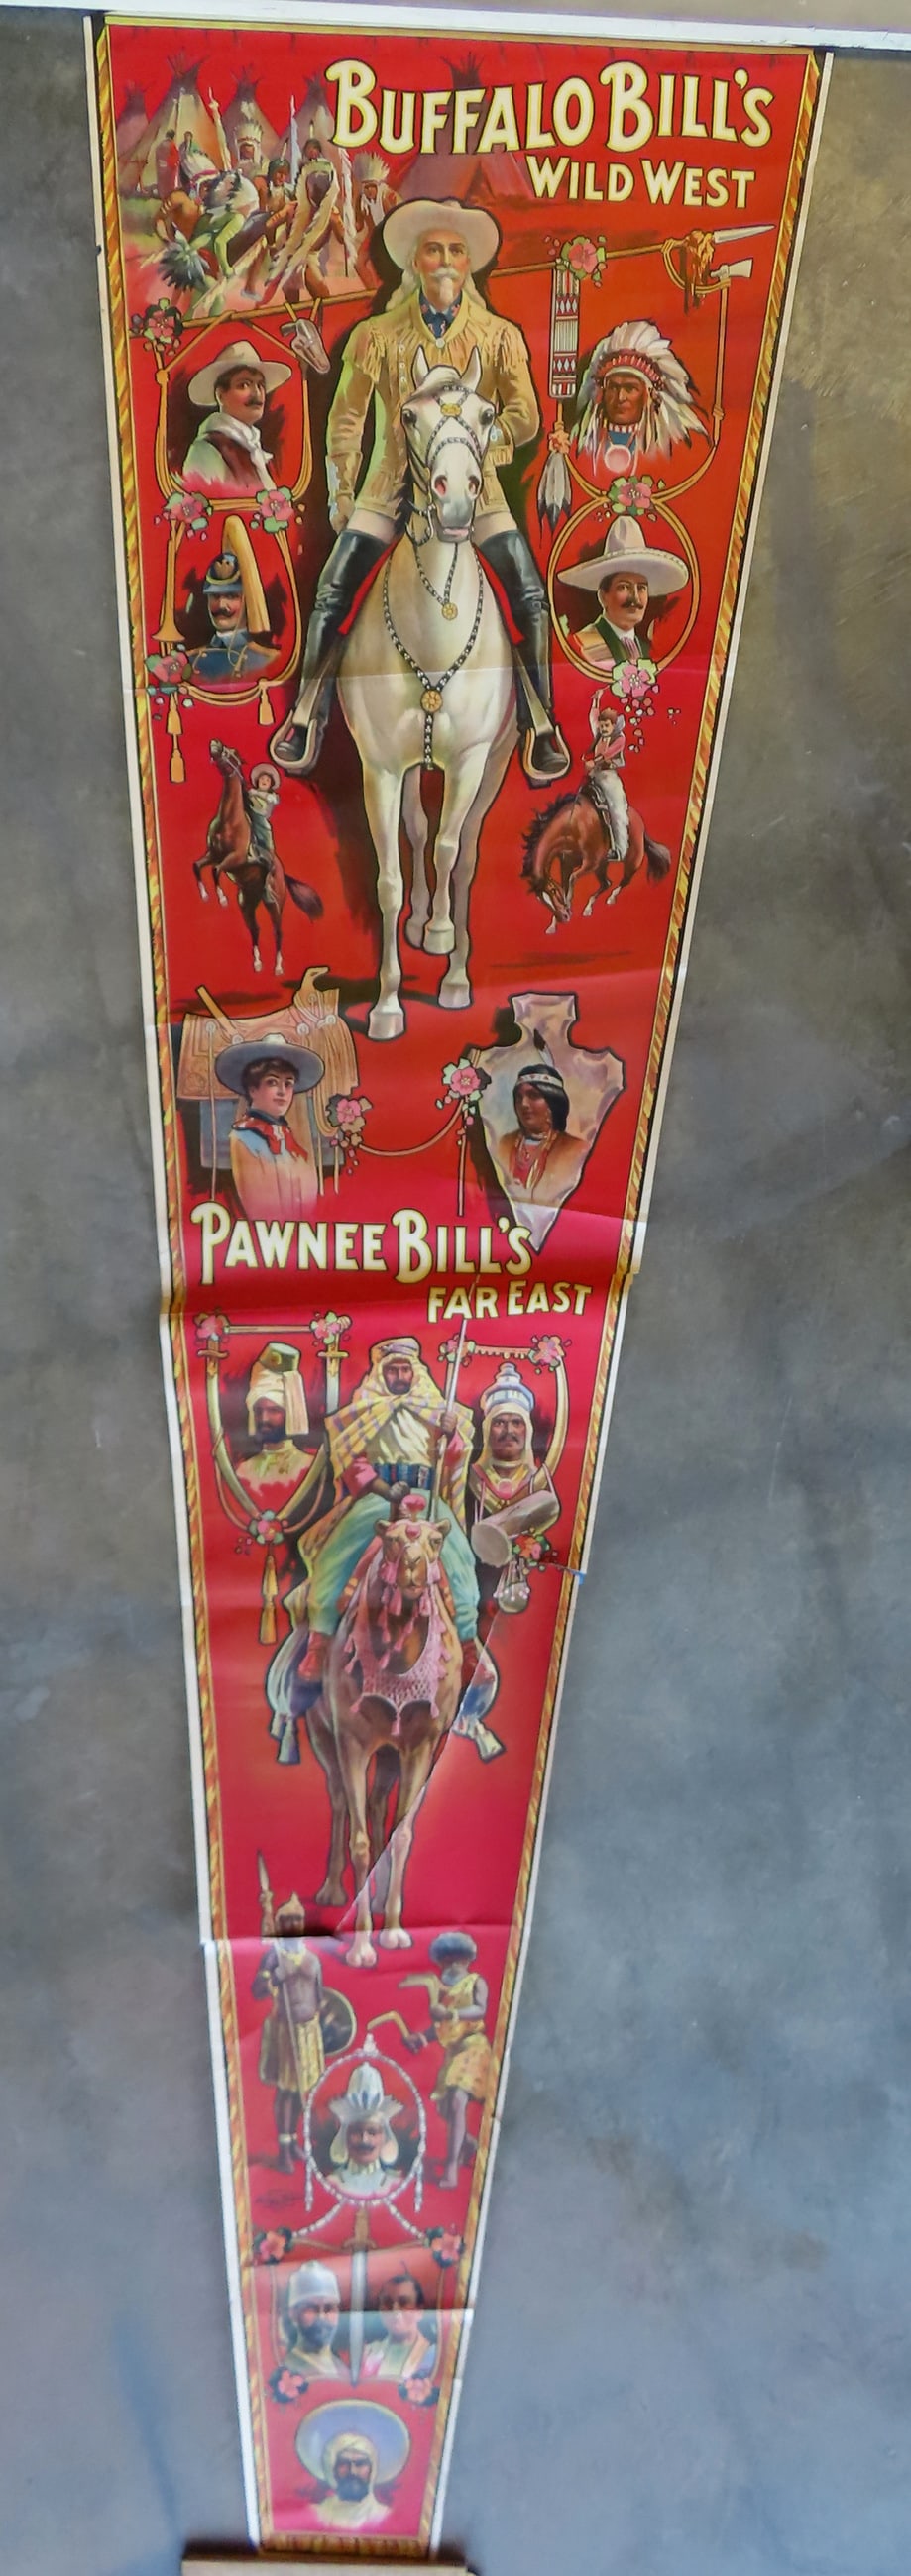 BUFFALO BILL'S
WILD WEST
PAWNEE BILL'S
FAR EAST